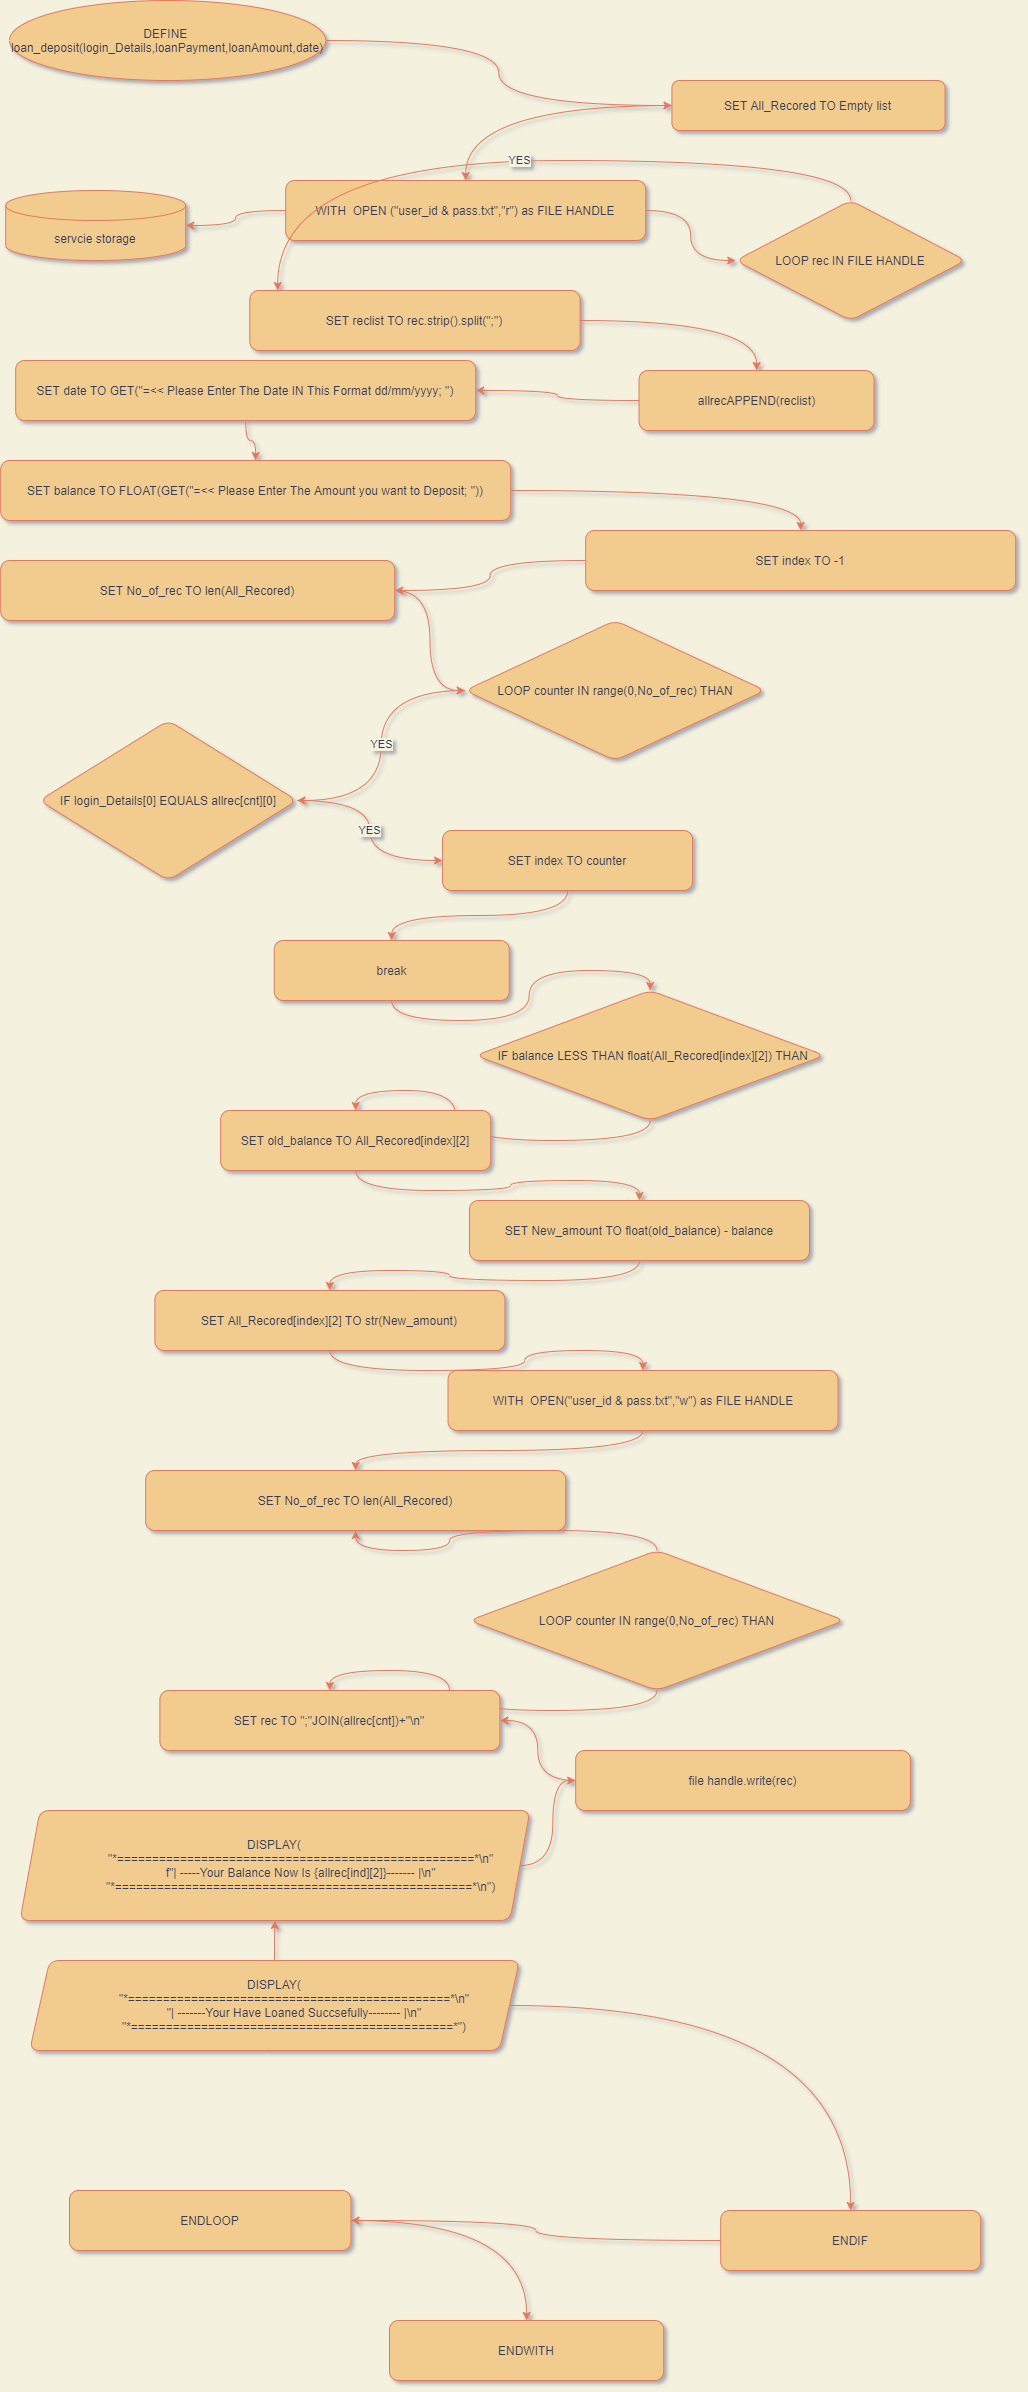 DEFINE
loan_deposit(login_Details,loanPayment,loanAmount,date)
SET All_Recored TO Empty list
YES
WITH  OPEN ("user_id & pass.txt","r") as FILE HANDLE
servcie storage
LOOP rec IN FILE HANDLE
SET reclist TO rec.strip().split(";")
SET date TO GET("=<< Please Enter The Date IN This Format dd/mm/yyyy; ")
allrecAPPEND(reclist)
SET balance TO FLOAT(GET("=<< Please Enter The Amount you want to Deposit; "))
SET index TO -1
SET No_of_rec TO len(All_Recored)
LOOP counter IN range(0,No_of_rec) THAN
YES
IF login_Details[0] EQUALS allrec[cnt][0]
YES
SET index TO counter
break
IF balance LESS THAN float(All_Recored[index][2]) THAN
SET old_balance TO All_Recored[index][2]
SET New_amount TO float(old_balance) - balance
SET All_Recored[index][2] TO str(New_amount)
WITH  OPEN("user_id & pass.txt","w") as FILE HANDLE
SET No_of_rec TO len(All_Recored)
LOOP counter IN range(0,No_of_rec) THAN
SET rec TO ";"JOIN(allrec[cnt])+"\n"
file handle.write(rec)
DISPLAY(
"*===================================================*\n"
f"| -----Your Balance Now Is {allrec[ind][2]}------- |\n"
"*===================================================*\n")
DISPLAY(
"*==============================================*\n"
"| -------Your Have Loaned Succsefully-------- |\n"
"*==============================================*")
ENDLOOP
ENDIF
ENDWITH